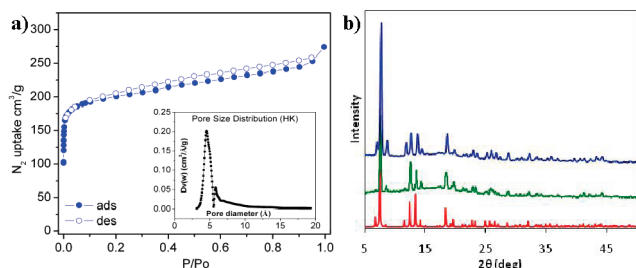 a)
N2 uptake cm3/g
300
250
200
150
100
50
0
ads
des
0.0
0.2
0.4
0.6
0.8
1.0
P/Po
Pore Size Distribution (HK)
Dv(w) (cm3/Å/g)
0.25
0.20
0.15
0.10
0.05
0.00
0
5
10
15
20
Pore diameter (Å)
b)
Intensity
5
15
25
35
45
2θ (deg)